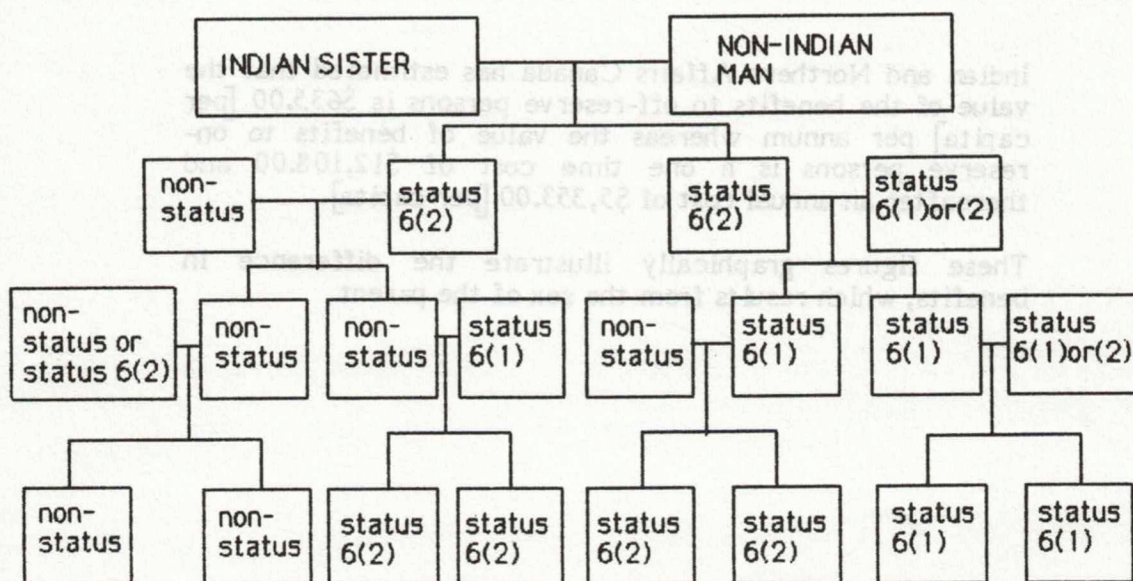 INDIAN SISTER
NON-INDIAN
MAN
non-
status
status
6(2)
status
6(2)
status
6(1)or(2)
non-
status or
status 6(2)
non-
status
non-
status
status
6(1)
non-
status
status
6(1)
status
6(1)
status
6(1)or(2)
non-
status
non-
status
status
6(2)
status
6(2)
status
6(2)
status
6(2)
status
6(1)
status
6(1)
Indian and Northern Affairs Canada has estimated that the
value of the benefits to off-reserve persons is $635.00 [per
capita] per annum whereas the value of benefits to on-
reserve persons is a one time cost of $12,108.00 and
thereafter an annual cost of $5,353.00 [per capita]
These figures graphically illustrate the difference in
benefits, which results from the sex of the parent